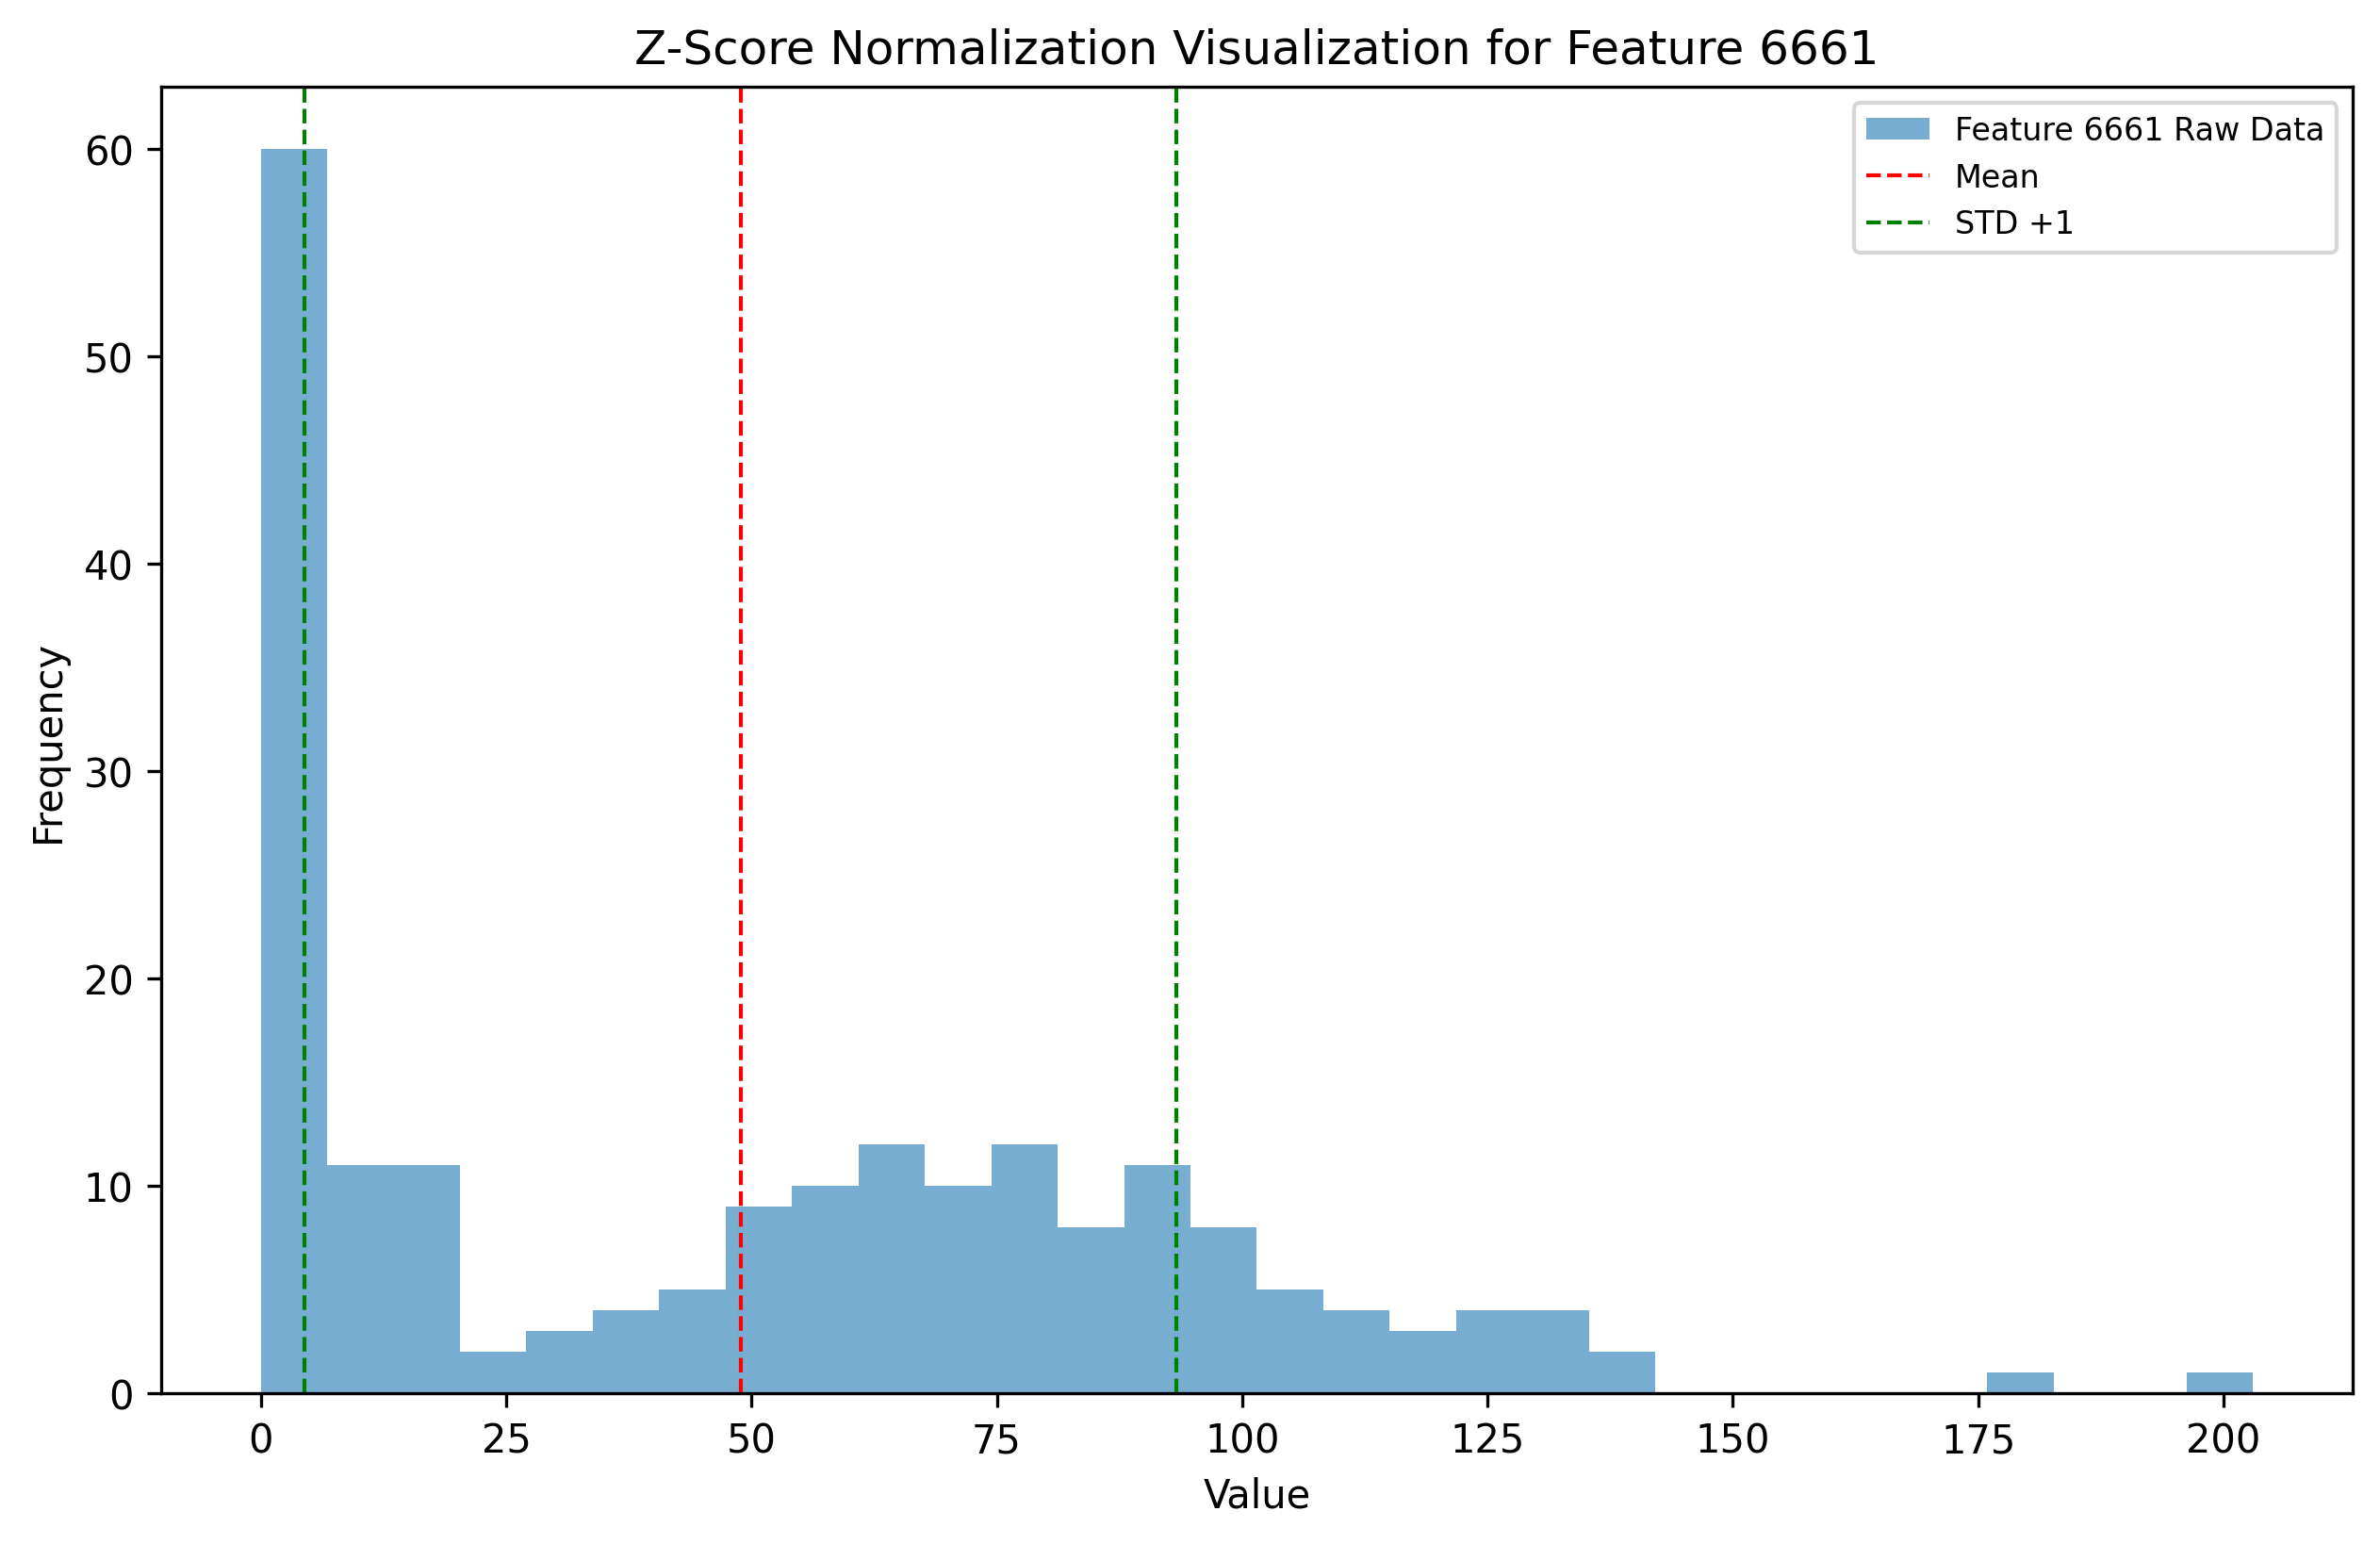 Z-Score Normalization Visualization for Feature 6661
Feature 6661 Raw Data
Mean
STD +1
60
50
40
30
20
10
0
Frequency
0 25 50 75 100 125 150 175 200
Value